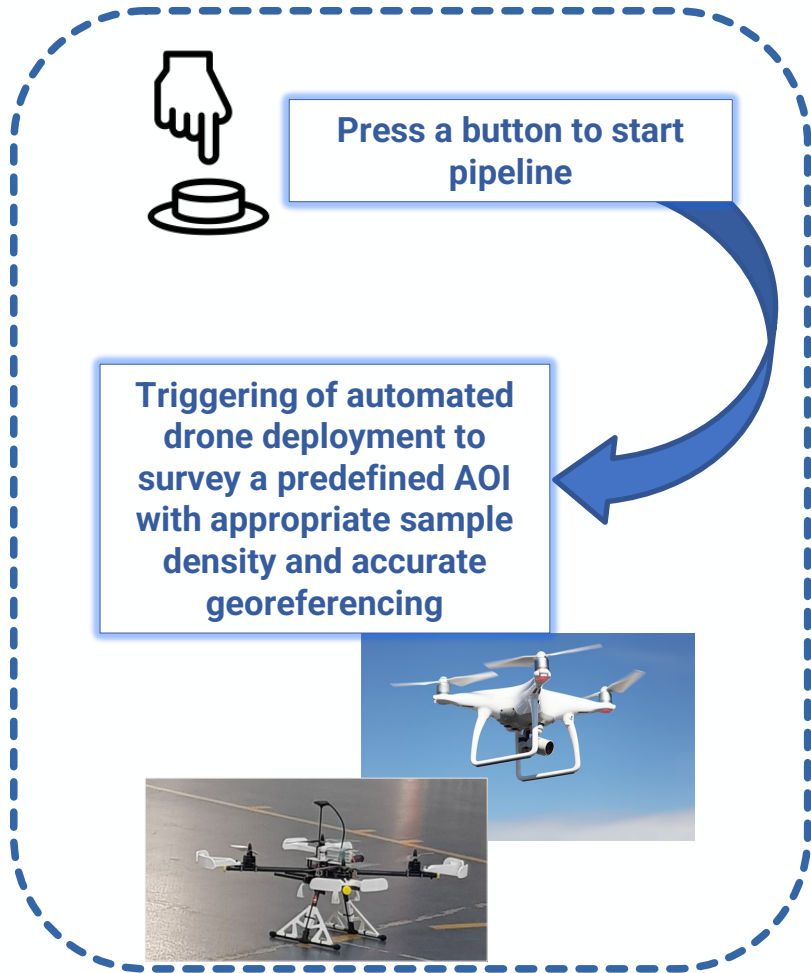 Press a button to start
pipeline
Triggering of automated
drone deployment to
survey a predefined AOI
with appropriate sample
density and accurate
georeferencing